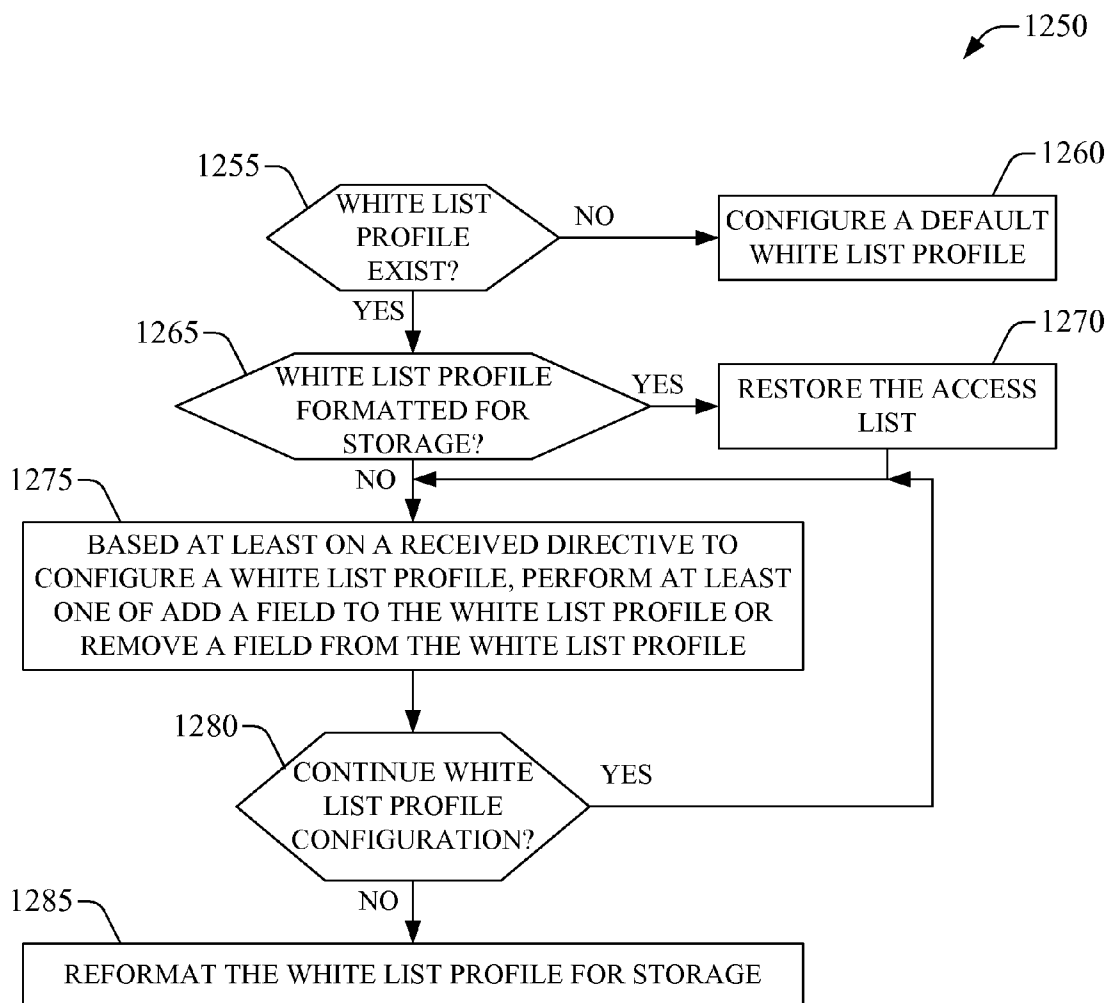 1250
1255
WHITE LIST
PROFILE
EXIST?
NO
1260
CONFIGURE A DEFAULT
WHITE LIST PROFILE
YES
1265
WHITE LIST PROFILE
FORMATTED FOR
STORAGE?
YES
1270
RESTORE THE ACCESS
LIST
NO
1275
BASED AT LEAST ON A RECEIVED DIRECTIVE TO
CONFIGURE A WHITE LIST PROFILE, PERFORM AT LEAST
ONE OF ADD A FIELD TO THE WHITE LIST PROFILE OR
REMOVE A FIELD FROM THE WHITE LIST PROFILE
1280
CONTINUE WHITE
LIST PROFILE
CONFIGURATION?
YES
NO
1285
REFORMAT THE WHITE LIST PROFILE FOR STORAGE